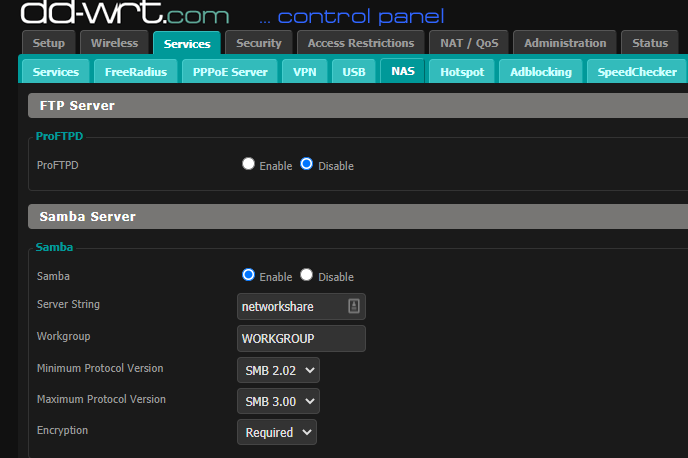 dd-wrt.com ... control panel
Setup Wireless Services Security Access Restrictions NAT / QoS Administration Status
Services FreeRadius PPPoE Server VPN USB NAS Hotspot Adblocking SpeedChecker
FTP Server
ProFTPD
ProFTPD Enable Disable
Samba Server
Samba
Samba Enable Disable
Server String networkshare
Workgroup WORKGROUP
Minimum Protocol Version SMB 2.02
Maximum Protocol Version SMB 3.00
Encryption Required